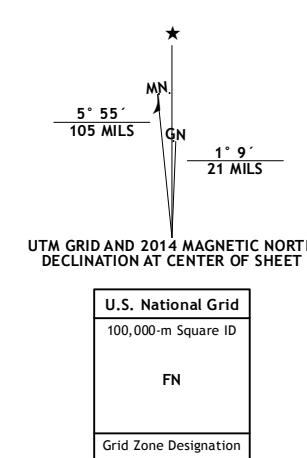 ★
MN.
GN
5° 55´
105 MILS
1° 9´
21 MILS
UTM GRID AND 2014 MAGNETIC NORT
DECLINATION AT CENTER OF SHEET
U.S. National Grid
100,000-m Square ID
FN
Grid Zone Designation